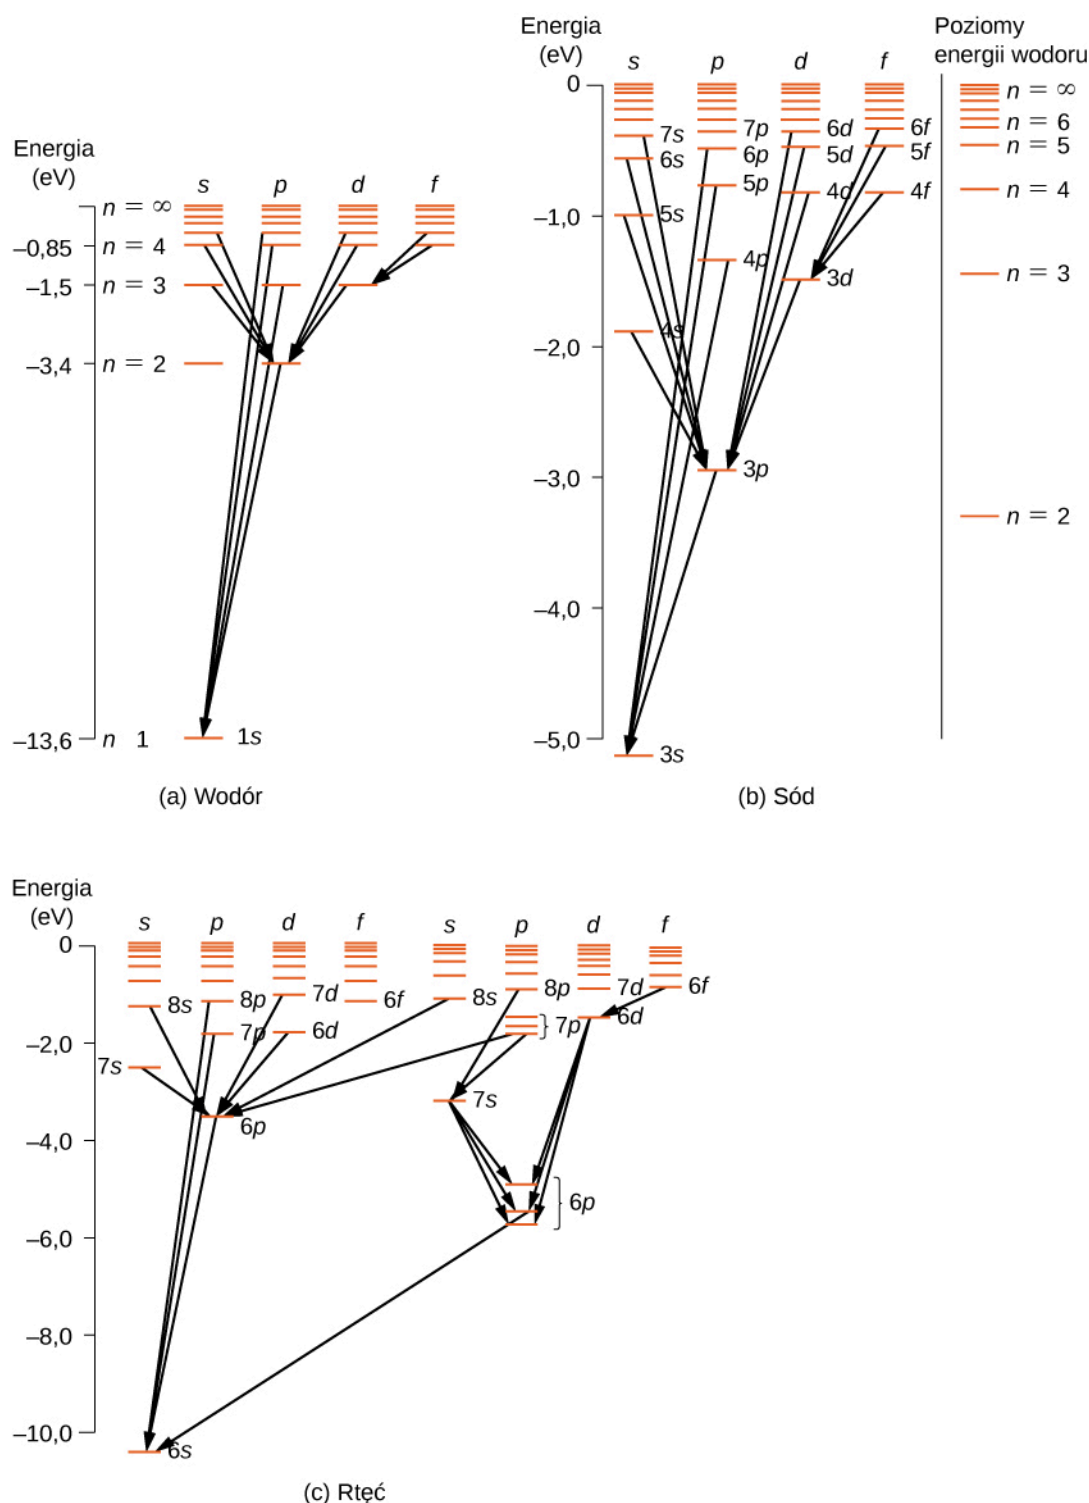 Energia
(eV)
s p d f
n = ∞
–0,85 n = 4
–1,5 n = 3
–3,4 n = 2
–13,6 n 1 1s
(a) Wodór
Energia
(eV)
s p d f
0
7s 7p 6d 6f
6s 6p 5d 5f
5p 4d 4f
–1,0 5s
4p 3d
4s
–2,0
–3,0 3p
–4,0
–5,0
3s
(b) Sód
Poziomy
energii wodoru
n = ∞
n = 6
n = 5
n = 4
n = 3
n = 2
Energia
(eV)
s p d f s p d f
0
8s 8p 7d 6f 8s 8p 7d 6f
7p 6d 7p 6d
–2,0
7s 7s
6p
–4,0
6p
–6,0
–8,0
–10,0
6s
(c) Rtęć